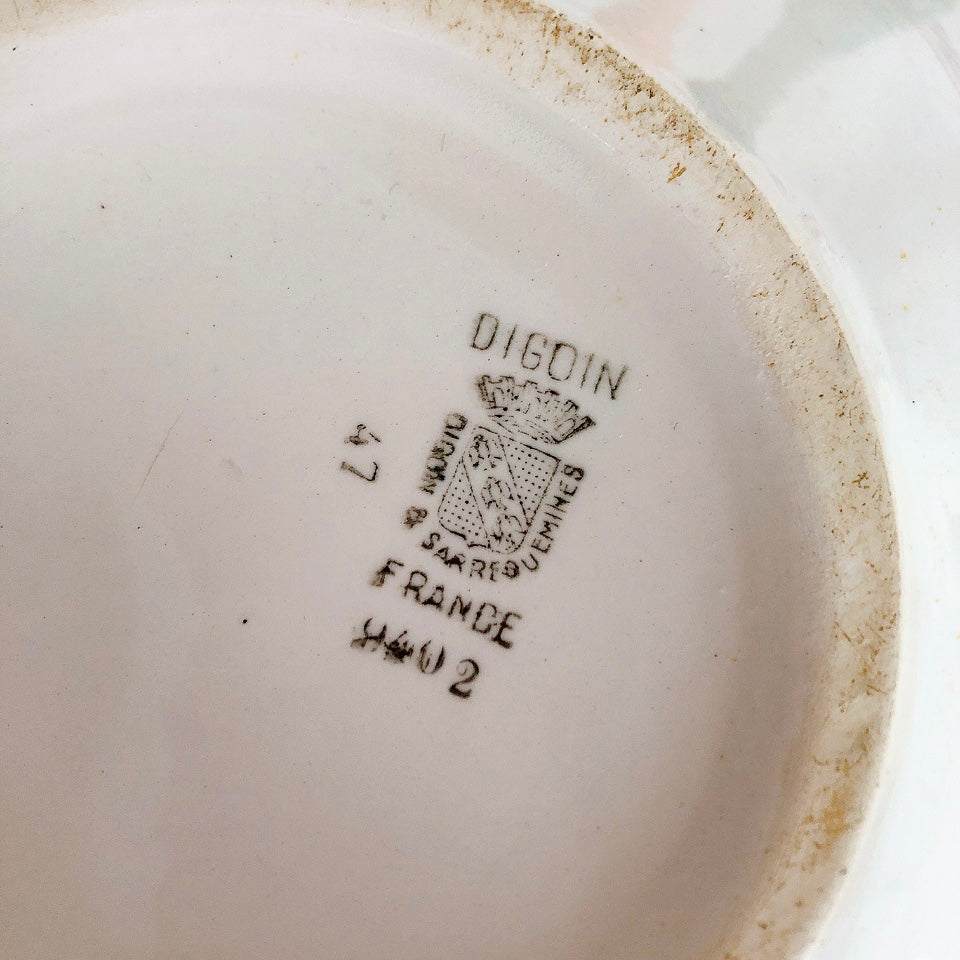 DIGOIN
DIGOIN
& SARREGUEMINES
FRANCE
47